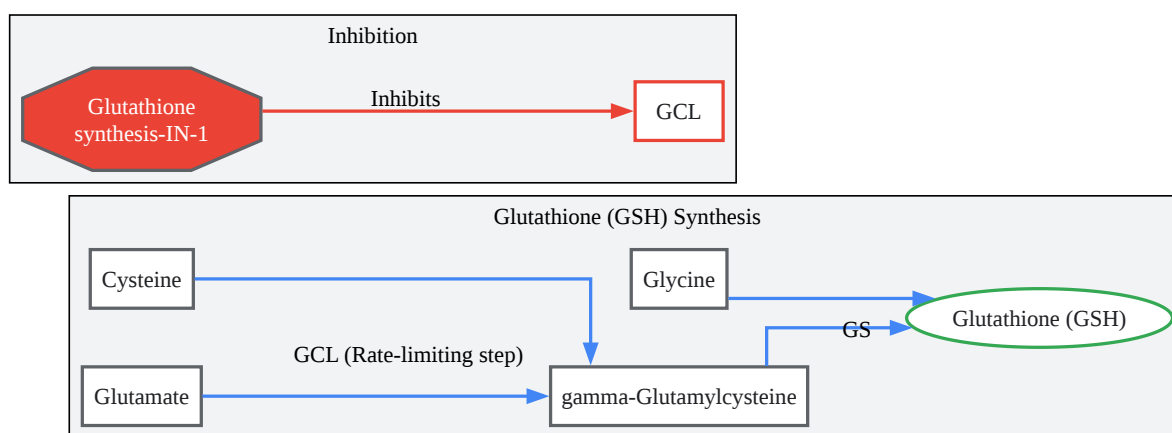 Inhibition
Glutathione
synthesis-IN-1
Inhibits
GCL
Glutathione (GSH) Synthesis
Cysteine
Glycine
Glutathione (GSH)
GS
GCL (Rate-limiting step)
Glutamate
gamma-Glutamylcysteine